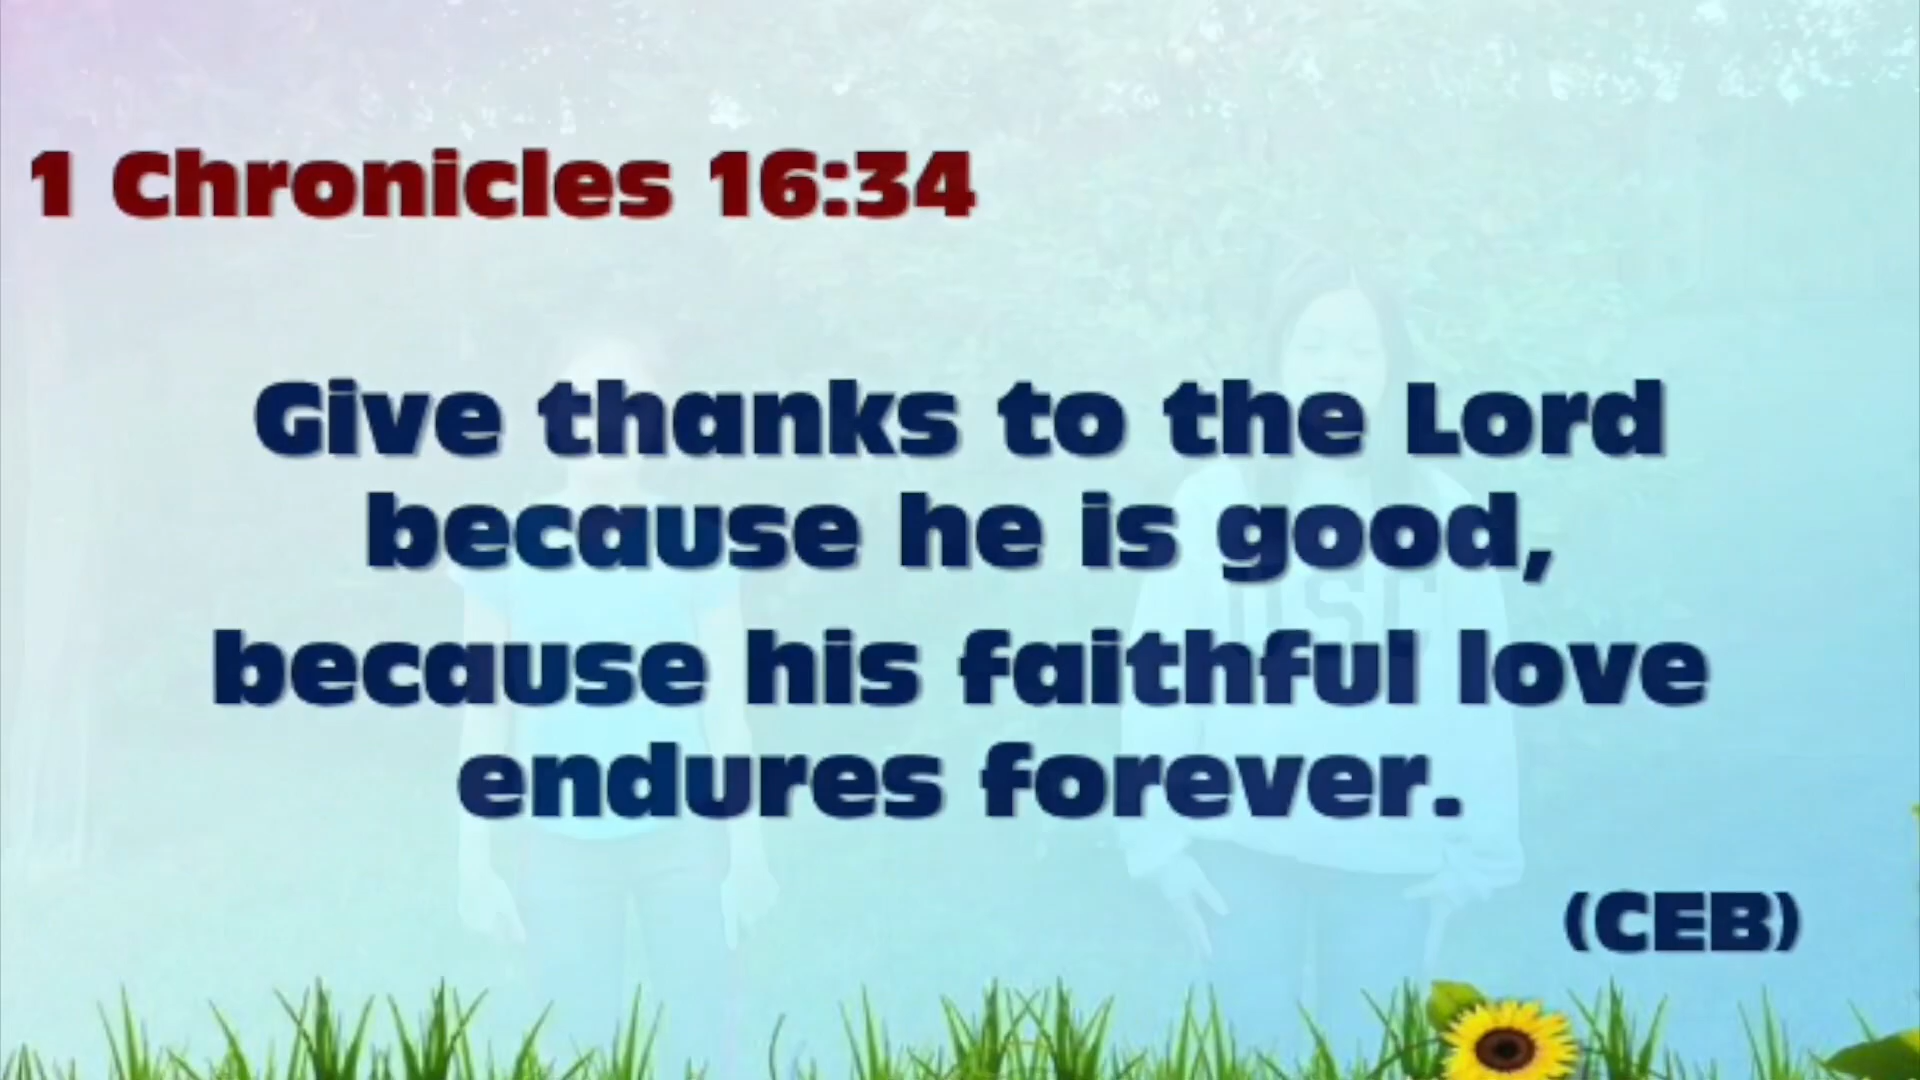 1 Chronicles 16:34
Give thanks to the Lord
because he is good,
because his faithful love
endures forever.
(CEB)
USC